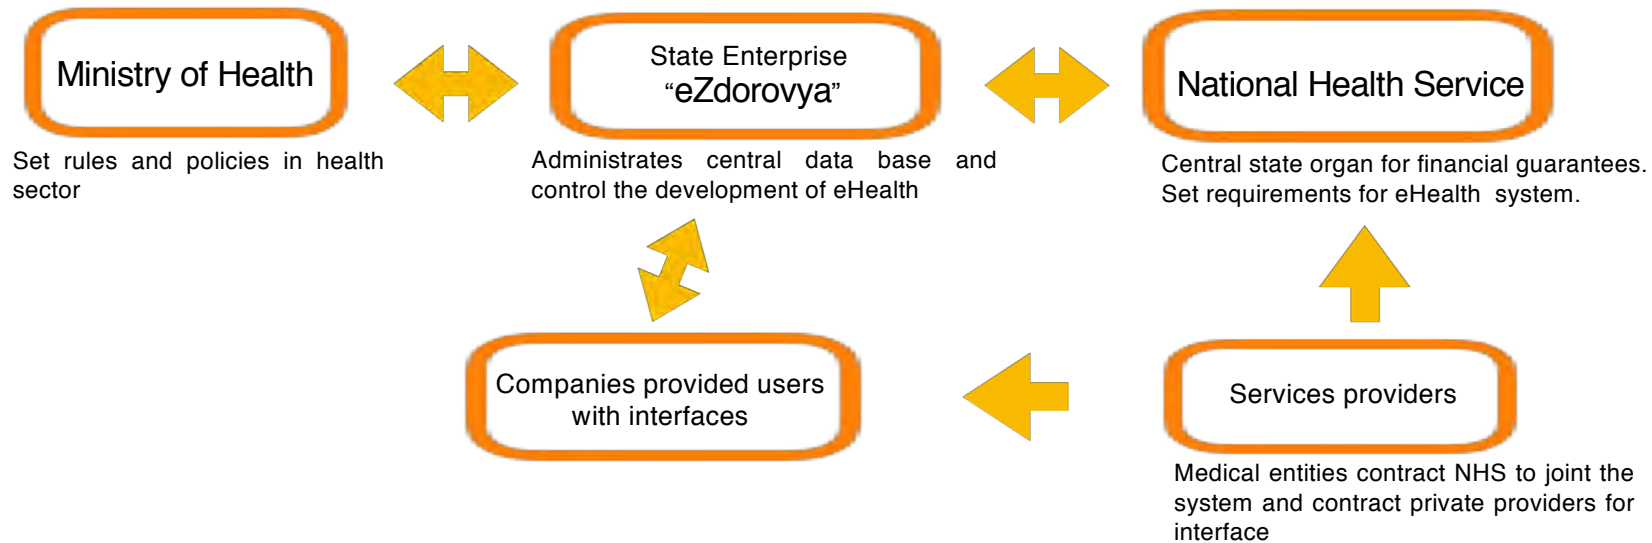 Ministry of Health
State Enterprise
“eZdorovya”
National Health Service
Set rules and policies in health
sector
Administrates central data base and
control the development of eHealth
Central state organ for financial guarantees.
Set requirements for eHealth system.
Companies provided users
with interfaces
Services providers
Medical entities contract NHS to joint the
system and contract private providers for
interface